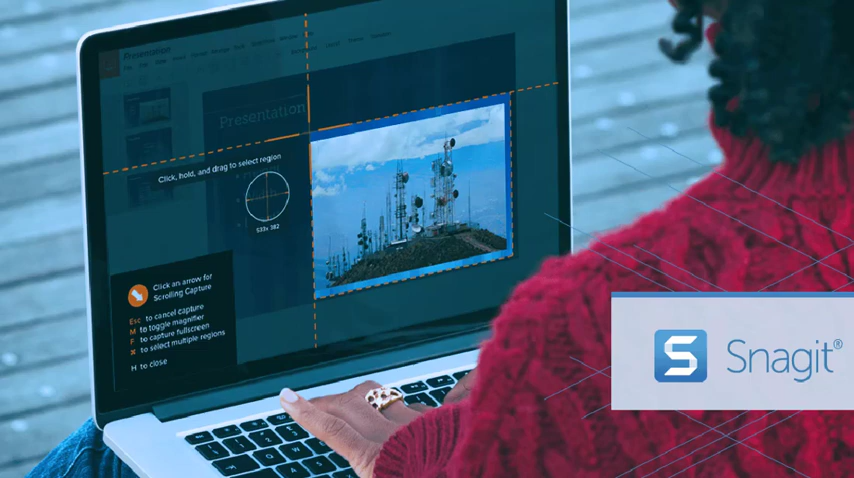 Presentation
Presentation
Click, hold, and drag to select region
533x 382
Click an arrow for
Scrolling Capture
Esc to cancel capture
M to toggle magnifier
F to capture fullscreen
⌘ to select multiple regions
H to close
Snagit®